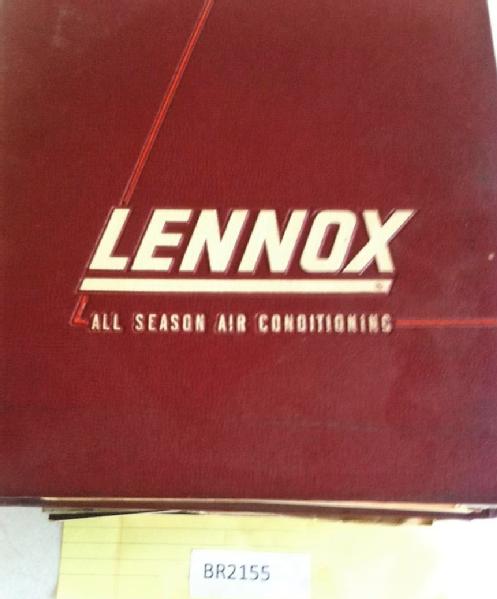 LENNOX
ALL SEASON AIR CONDITIONING
BR2155